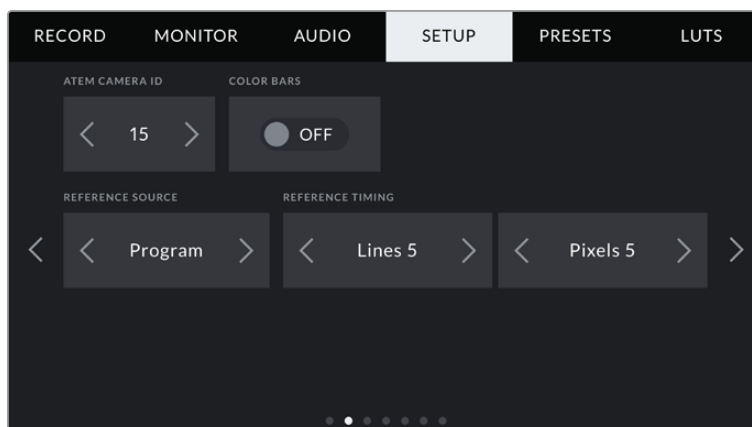 RECORD MONITOR AUDIO SETUP PRESETS LUTS
ATEM CAMERA ID COLOR BARS
15 OFF
REFERENCE SOURCE REFERENCE TIMING
Program Lines 5 Pixels 5